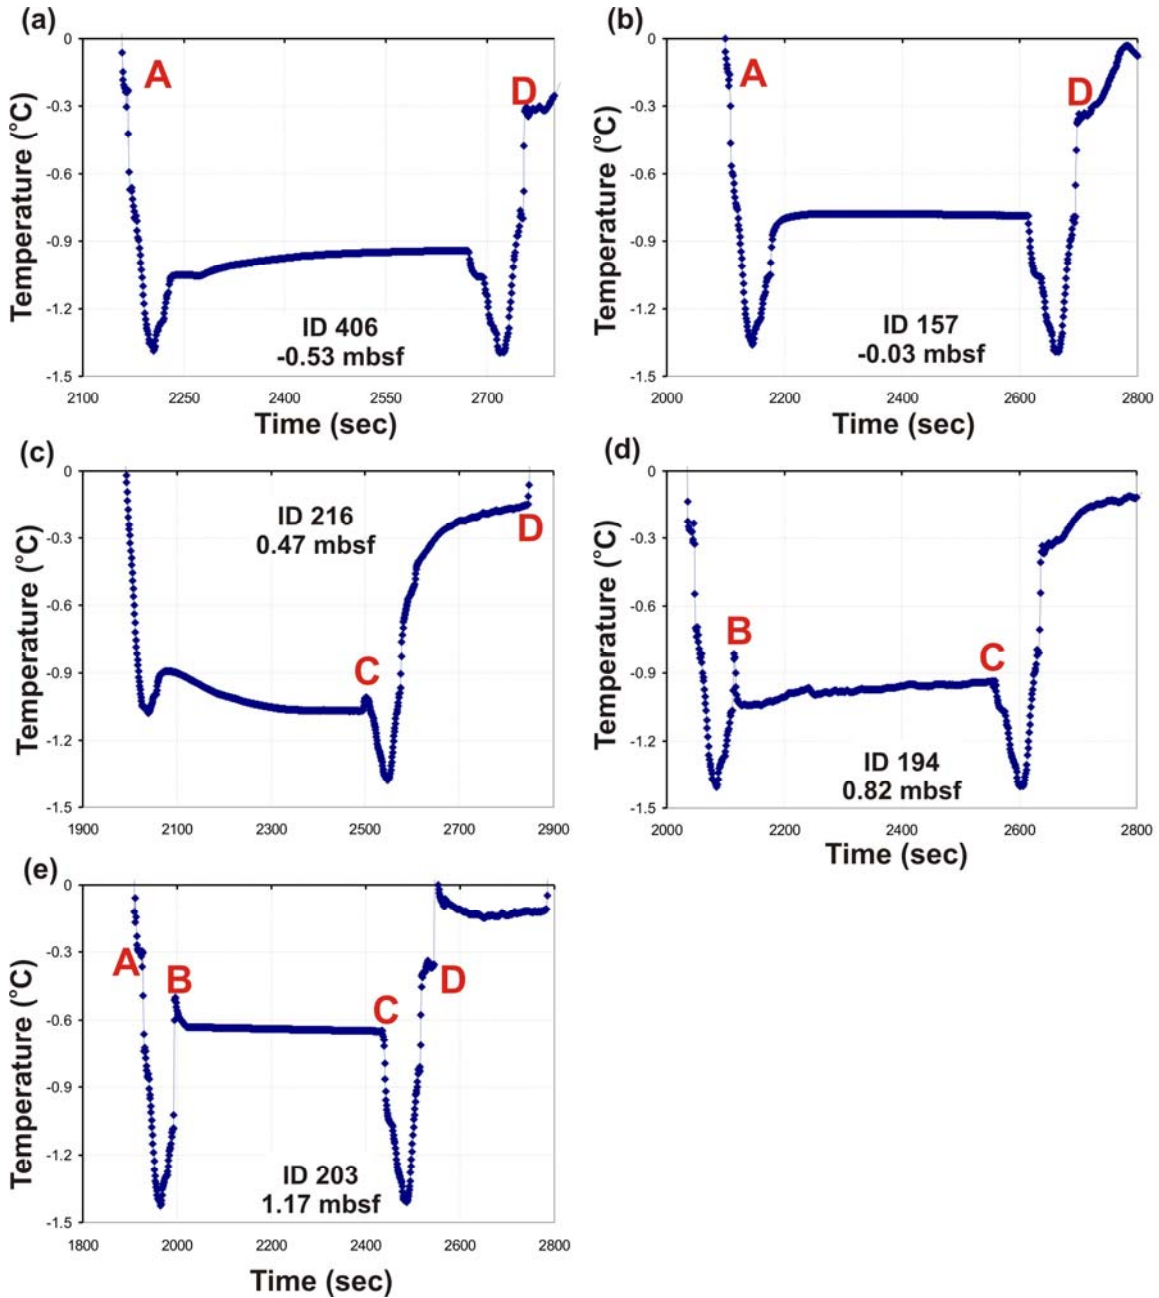 (a)
0
-0.3
-0.6
-0.9
-1.2
-1.5
Temperature (°C)
A
D
ID 406
-0.53 mbsf
2100 2250 2400 2550 2700
Time (sec)
(b)
0
-0.3
-0.6
-0.9
-1.2
-1.5
Temperature (°C)
A
D
ID 157
-0.03 mbsf
2000 2200 2400 2600 2800
Time (sec)
(c)
0
-0.3
-0.6
-0.9
-1.2
-1.5
Temperature (°C)
ID 216
0.47 mbsf
D
C
1900 2100 2300 2500 2700 2900
(d)
0
-0.3
-0.6
-0.9
-1.2
-1.5
Temperature (°C)
B
C
ID 194
0.82 mbsf
2000 2200 2400 2600 2800
Time (sec)
(e)
0
-0.3
-0.6
-0.9
-1.2
-1.5
Temperature (°C)
A
B
D
C
ID 203
1.17 mbsf
1800 2000 2200 2400 2600 2800
Time (sec)